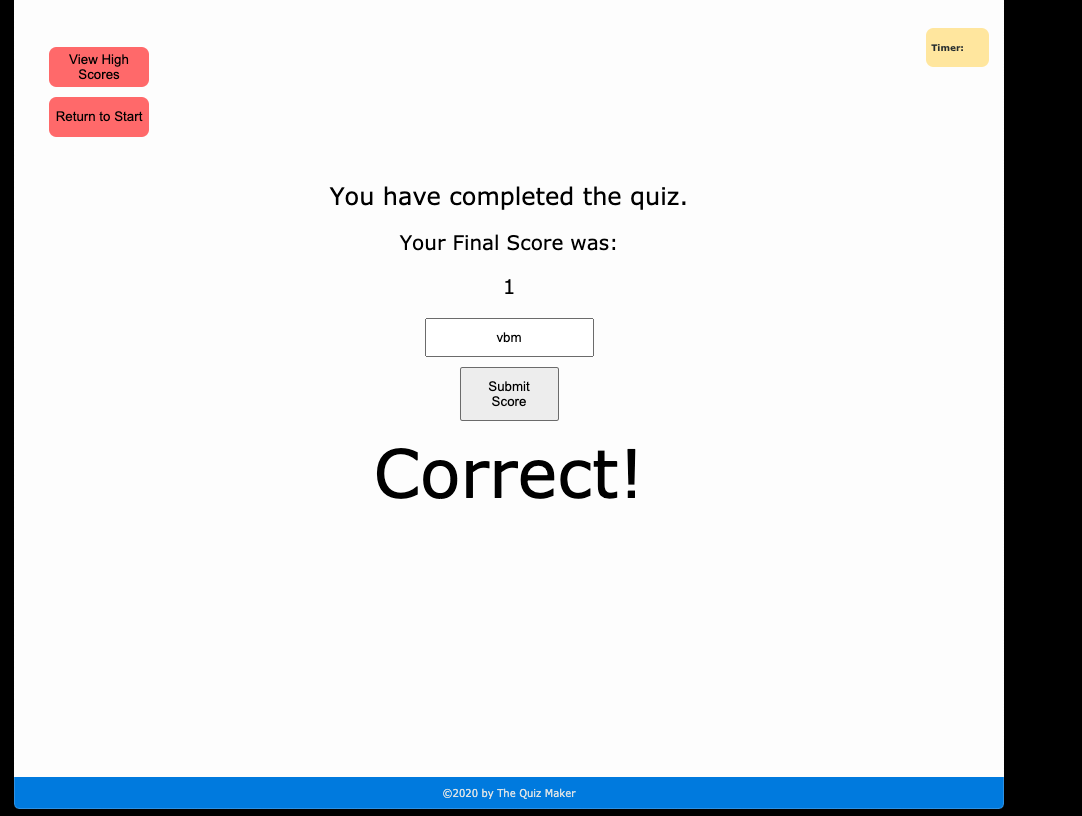 View High
Scores
Return to Start
Timer:
You have completed the quiz.
Your Final Score was:
1
vbm
Submit
Score
Correct!
©2020 by The Quiz Maker